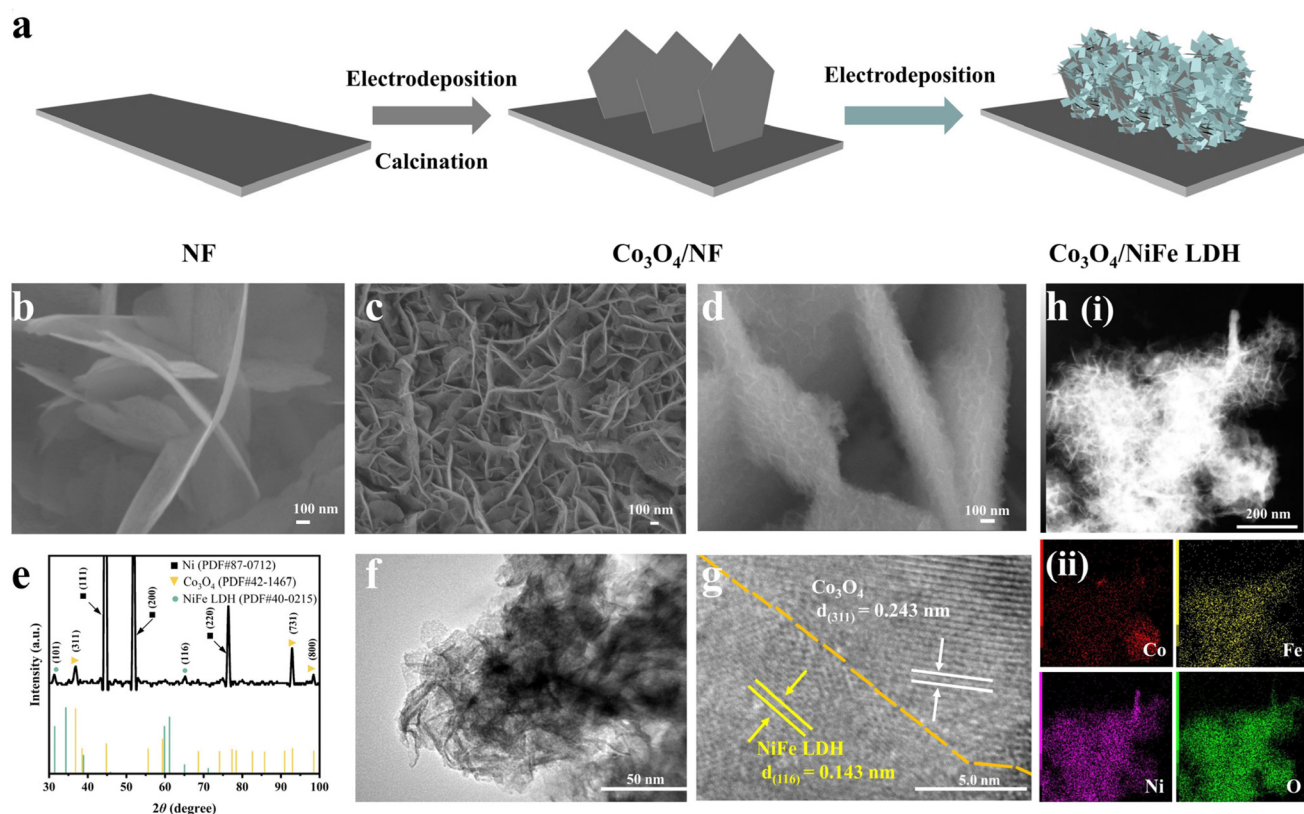 a
Electrodeposition
Calcination
Electrodeposition
NF
Co₃O₄/NF
Co₃O₄/NiFe LDH
b
100 nm
c
100 nm
d
100 nm
h (i)
200 nm
e
Ni (PDF#87-0712)
Co₃O₄ (PDF#42-1467)
NiFe LDH (PDF#40-0215)
(101)
(311)
(111)
(200)
(116)
(220)
(731)
(800)
Intensity (a.u.)
30 40 50 60 70 80 90 100
2θ (degree)
f
50 nm
g
Co₃O₄
d(311) = 0.243 nm
NiFe LDH
d(116) = 0.143 nm
5.0 nm
(ii)
Co
Fe
Ni
O